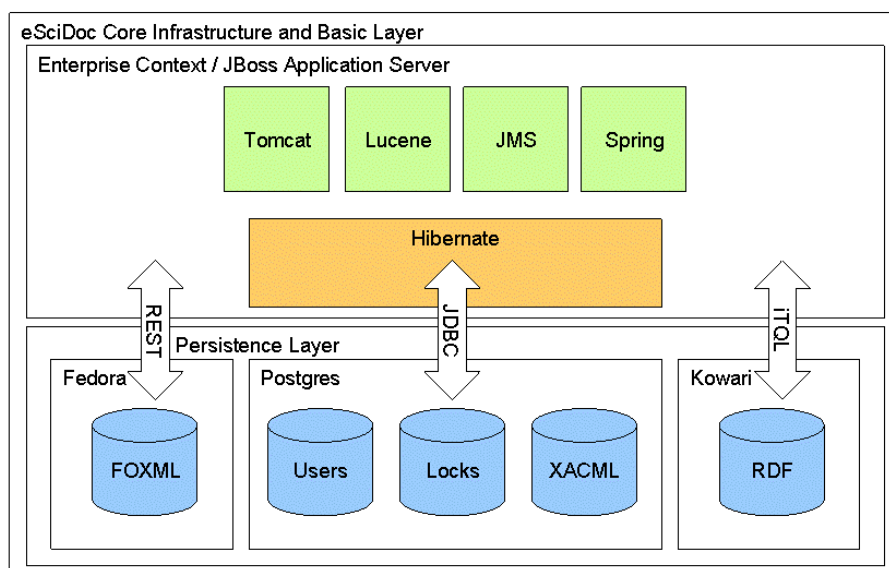 eSciDoc Core Infrastructure and Basic Layer
Enterprise Context / JBoss Application Server
Tomcat
Lucene
JMS
Spring
Hibernate
REST
JDBC
iTQL
Persistence Layer
Fedora
Postgres
Kowari
FOXML
Users
Locks
XACML
RDF